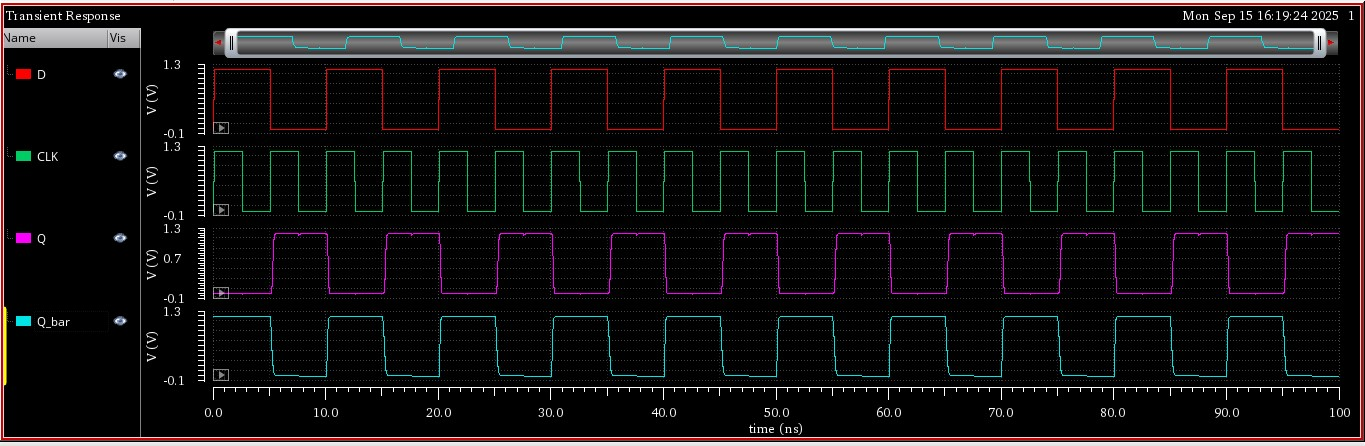 Transient Response
Mon Sep 15 16:19:24 2025 1
Name Vis
D
1.3
V (V)
-0.1
CLK
1.3
V (V)
-0.1
Q
1.3
0.7
V (V)
-0.1
Q_bar
1.3
V (V)
-0.1
0.0 10.0 20.0 30.0 40.0 50.0 60.0 70.0 80.0 90.0 100
time (ns)